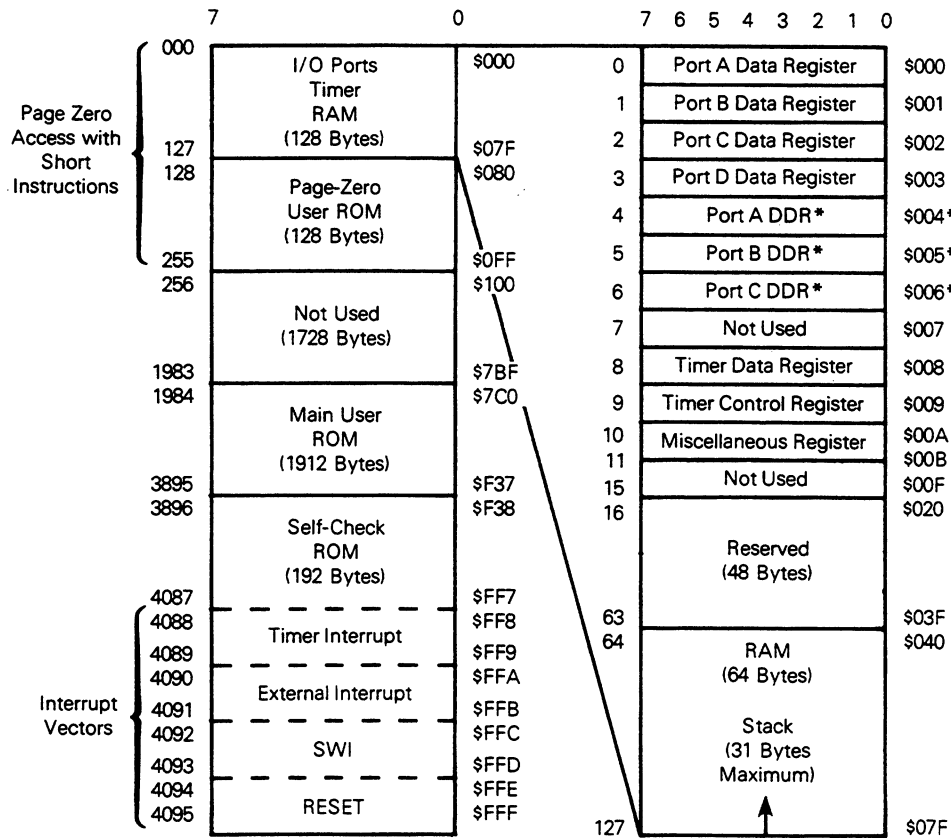 7 0
000 I/O Ports $000
Timer
RAM
(128 Bytes)
127 $07F
Page Zero
Access with
Short
Instructions
128 $080
Page-Zero
User ROM
(128 Bytes)
255 $0FF
256 $100
Not Used
(1728 Bytes)
1983 $7BF
1984 $7C0
Main User
ROM
(1912 Bytes)
3895 $F37
3896 $F38
Self-Check
ROM
(192 Bytes)
4087 $FF7
4088 $FF8
Timer Interrupt
4089 $FF9
4090 $FFA
External Interrupt
4091 $FFB
Interrupt
Vectors
4092 $FFC
SWI
4093 $FFD
4094 $FFE
RESET
4095 $FFF
7 6 5 4 3 2 1 0
0 Port A Data Register $000
1 Port B Data Register $001
2 Port C Data Register $002
3 Port D Data Register $003
4 Port A DDR* $004*
5 Port B DDR* $005*
6 Port C DDR* $006*
7 Not Used $007
8 Timer Data Register $008
9 Timer Control Register $009
10 Miscellaneous Register $00A
11 $00B
Not Used
15 $00F
16 $020
Reserved
(48 Bytes)
63 $03F
64 $040
RAM
(64 Bytes)
Stack
(31 Bytes
Maximum)
127 $07F